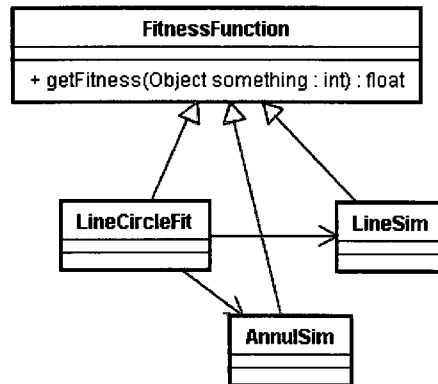 FitnessFunction
+ getFitness(Object something : int) : float
LineCircleFit
LineSim
AnnulSim